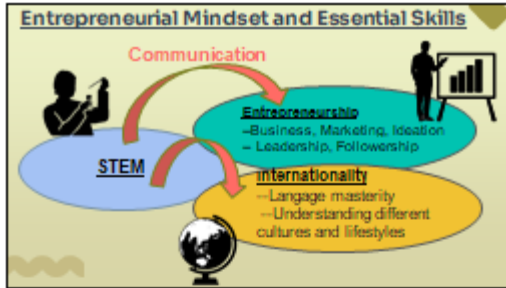 Entrepreneurial Mindset and Essential Skills
Communication
STEM
Entrepreneurship
--Business, Marketing, Ideation
-- Leadership, Followership
Internationality
---Langage masterity
---Understanding different
cultures and lifestyles